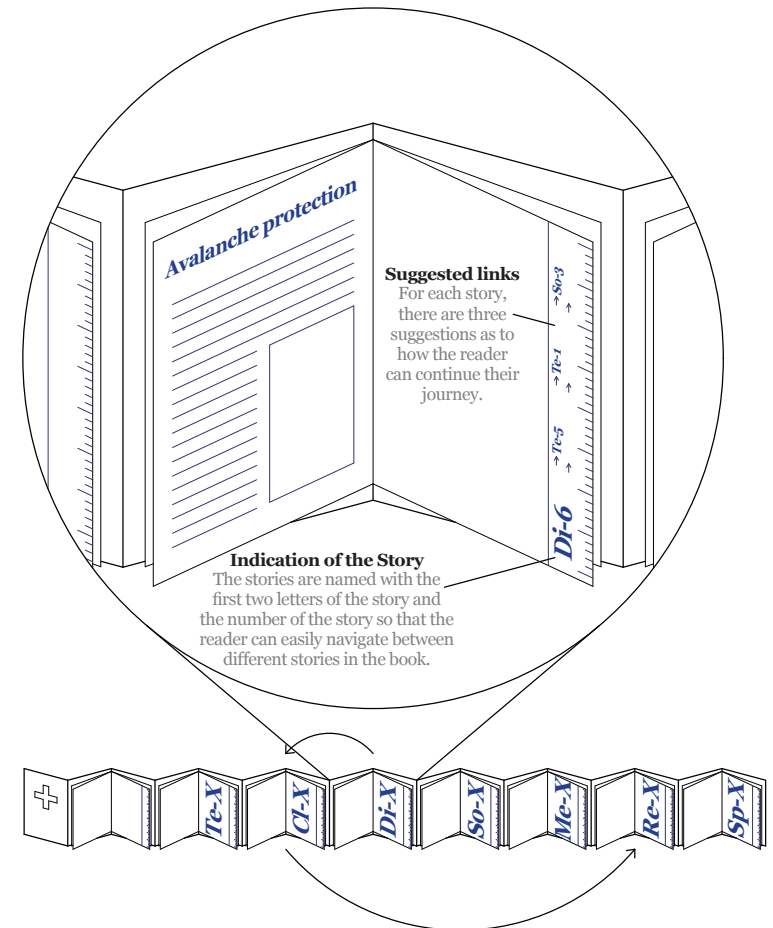 Avalanche protection
Suggested links
For each story,
there are three
suggestions as to
how the reader
can continue their
journey.
→So-3
→Te-1
→Te-5
Di-6
Indication of the Story
The stories are named with the
first two letters of the story and
the number of the story so that the
reader can easily navigate between
different stories in the book.
Te-X
Cl-X
Di-X
So-X
Me-X
Re-X
Sp-X